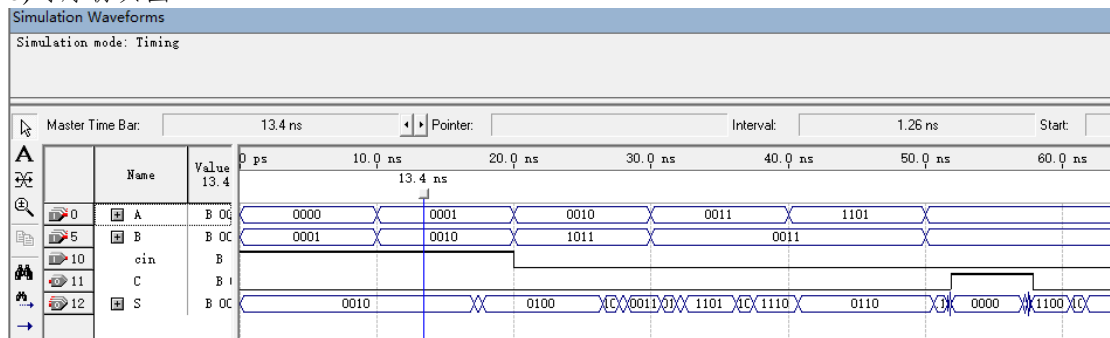 Simulation Waveforms
Simulation mode: Timing
Master Time Bar: 13.4 ns Pointer: Interval: 1.26 ns Start:
Name Value 13.4 0 ps 10.0 ns 20.0 ns 30.0 ns 40.0 ns 50.0 ns 60.0 ns
13.4 ns
0 A B 00 0000 0001 0010 0011 1101
5 B B 00 0001 0010 1011 0011
10 cin B
11 C B
12 S B 00 0010 0100 0011 1101 1110 0110 0000 1100